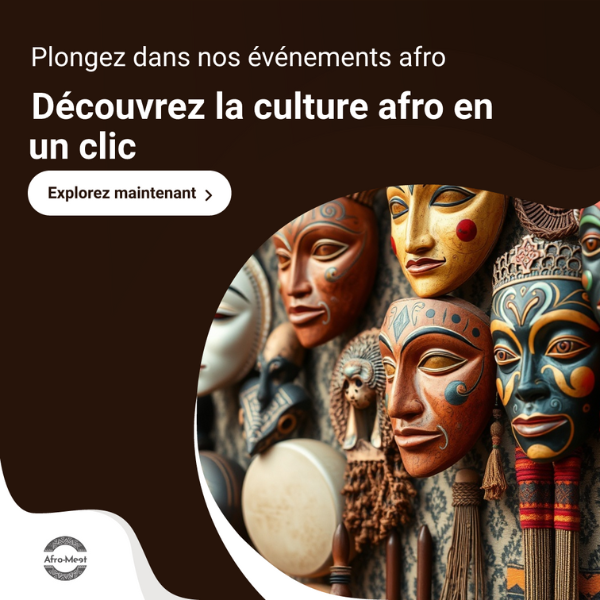 Plongez dans nos événements afro
Découvrez la culture afro en
un clic
Explorez maintenant
Afro-Meet